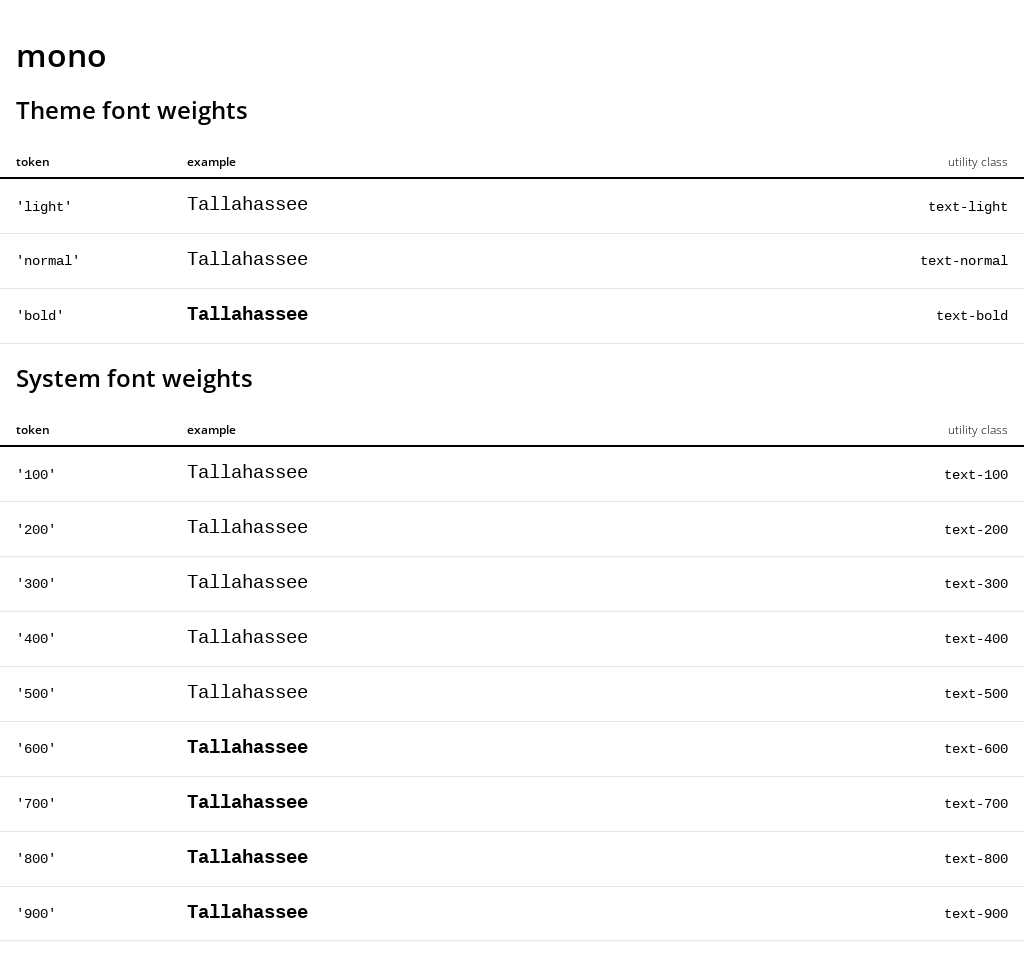 mono
Theme font weights
token example utility class
'light' Tallahassee text-light
'normal' Tallahassee text-normal
'bold' Tallahassee text-bold
System font weights
token example utility class
'100' Tallahassee text-100
'200' Tallahassee text-200
'300' Tallahassee text-300
'400' Tallahassee text-400
'500' Tallahassee text-500
'600' Tallahassee text-600
'700' Tallahassee text-700
'800' Tallahassee text-800
'900' Tallahassee text-900